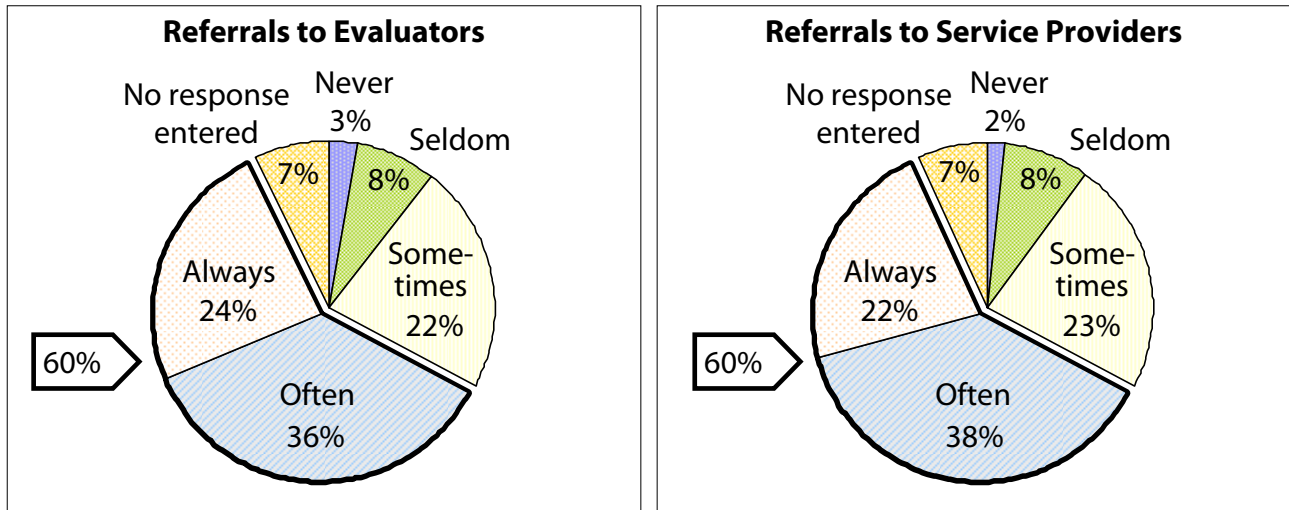 Referrals to Evaluators
No response
entered
7%
Never
3%
Seldom
8%
Some-
times
22%
Often
36%
Always
24%
60%
Referrals to Service Providers
No response
entered
7%
Never
2%
Seldom
8%
Some-
times
23%
Often
38%
Always
22%
60%